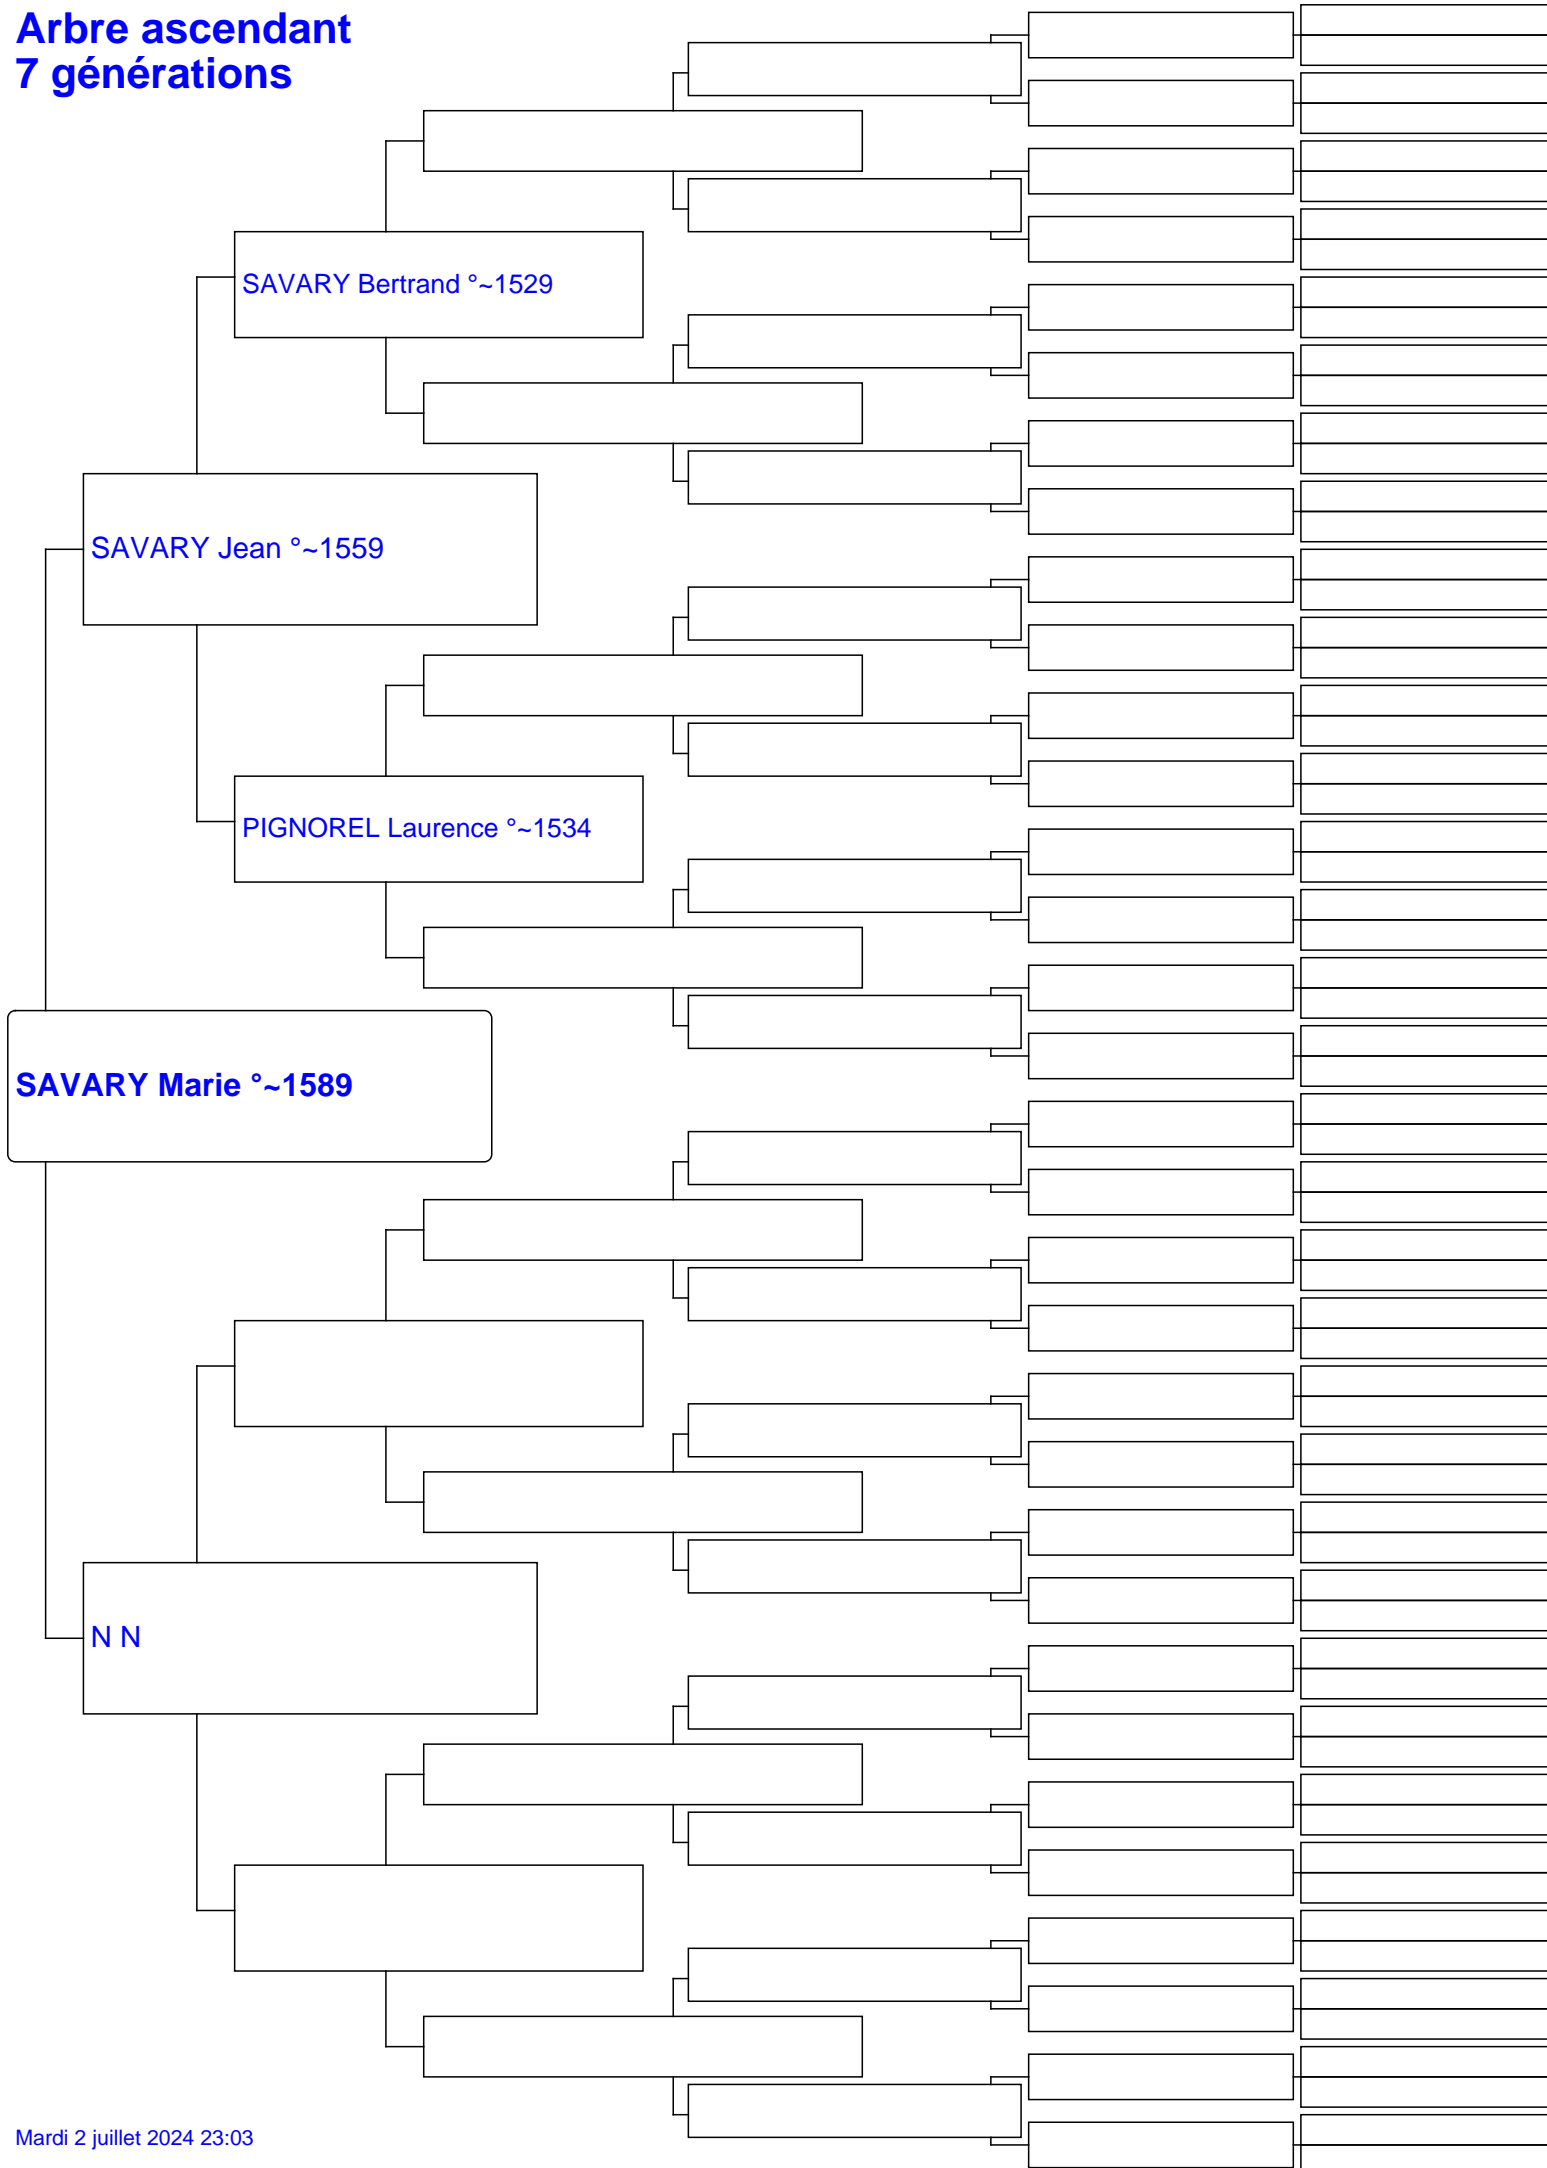 Arbre ascendant
7 générations
SAVARY Bertrand °~1529
SAVARY Jean °~1559
PIGNOREL Laurence °~1534
SAVARY Marie °~1589
N N
Mardi 2 juillet 2024 23:03